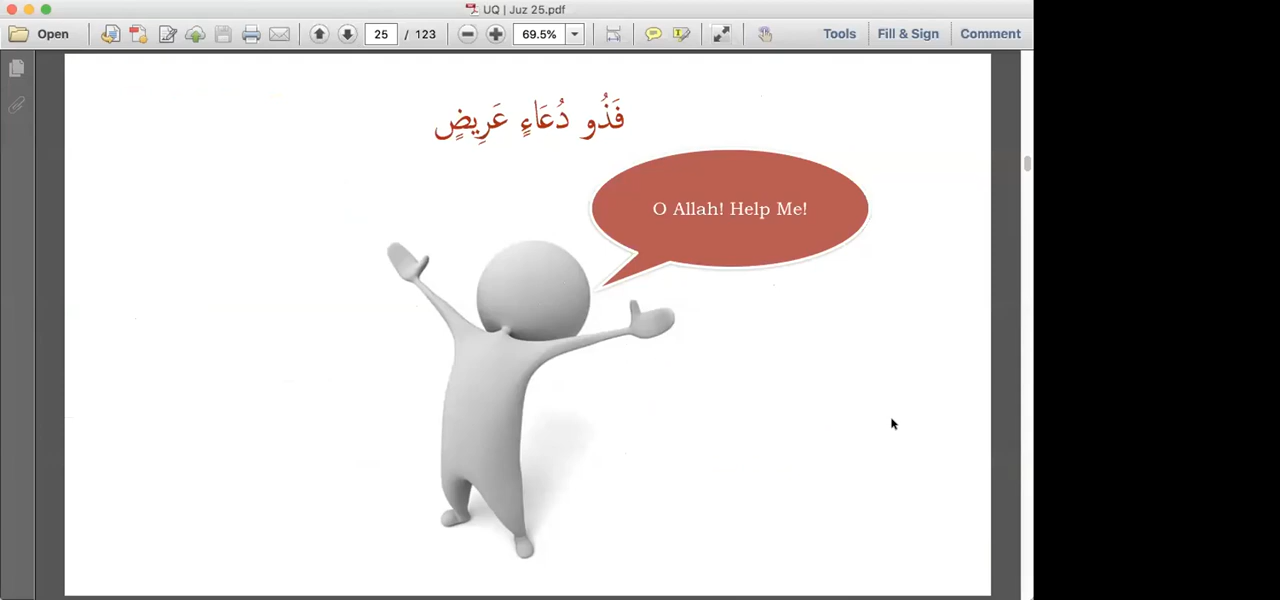 UQ | Juz 25.pdf
Open 25 / 123 69.5% Tools Fill & Sign Comment
فَذُو دُعَاءٍ عَرِيضٍ
O Allah! Help Me!